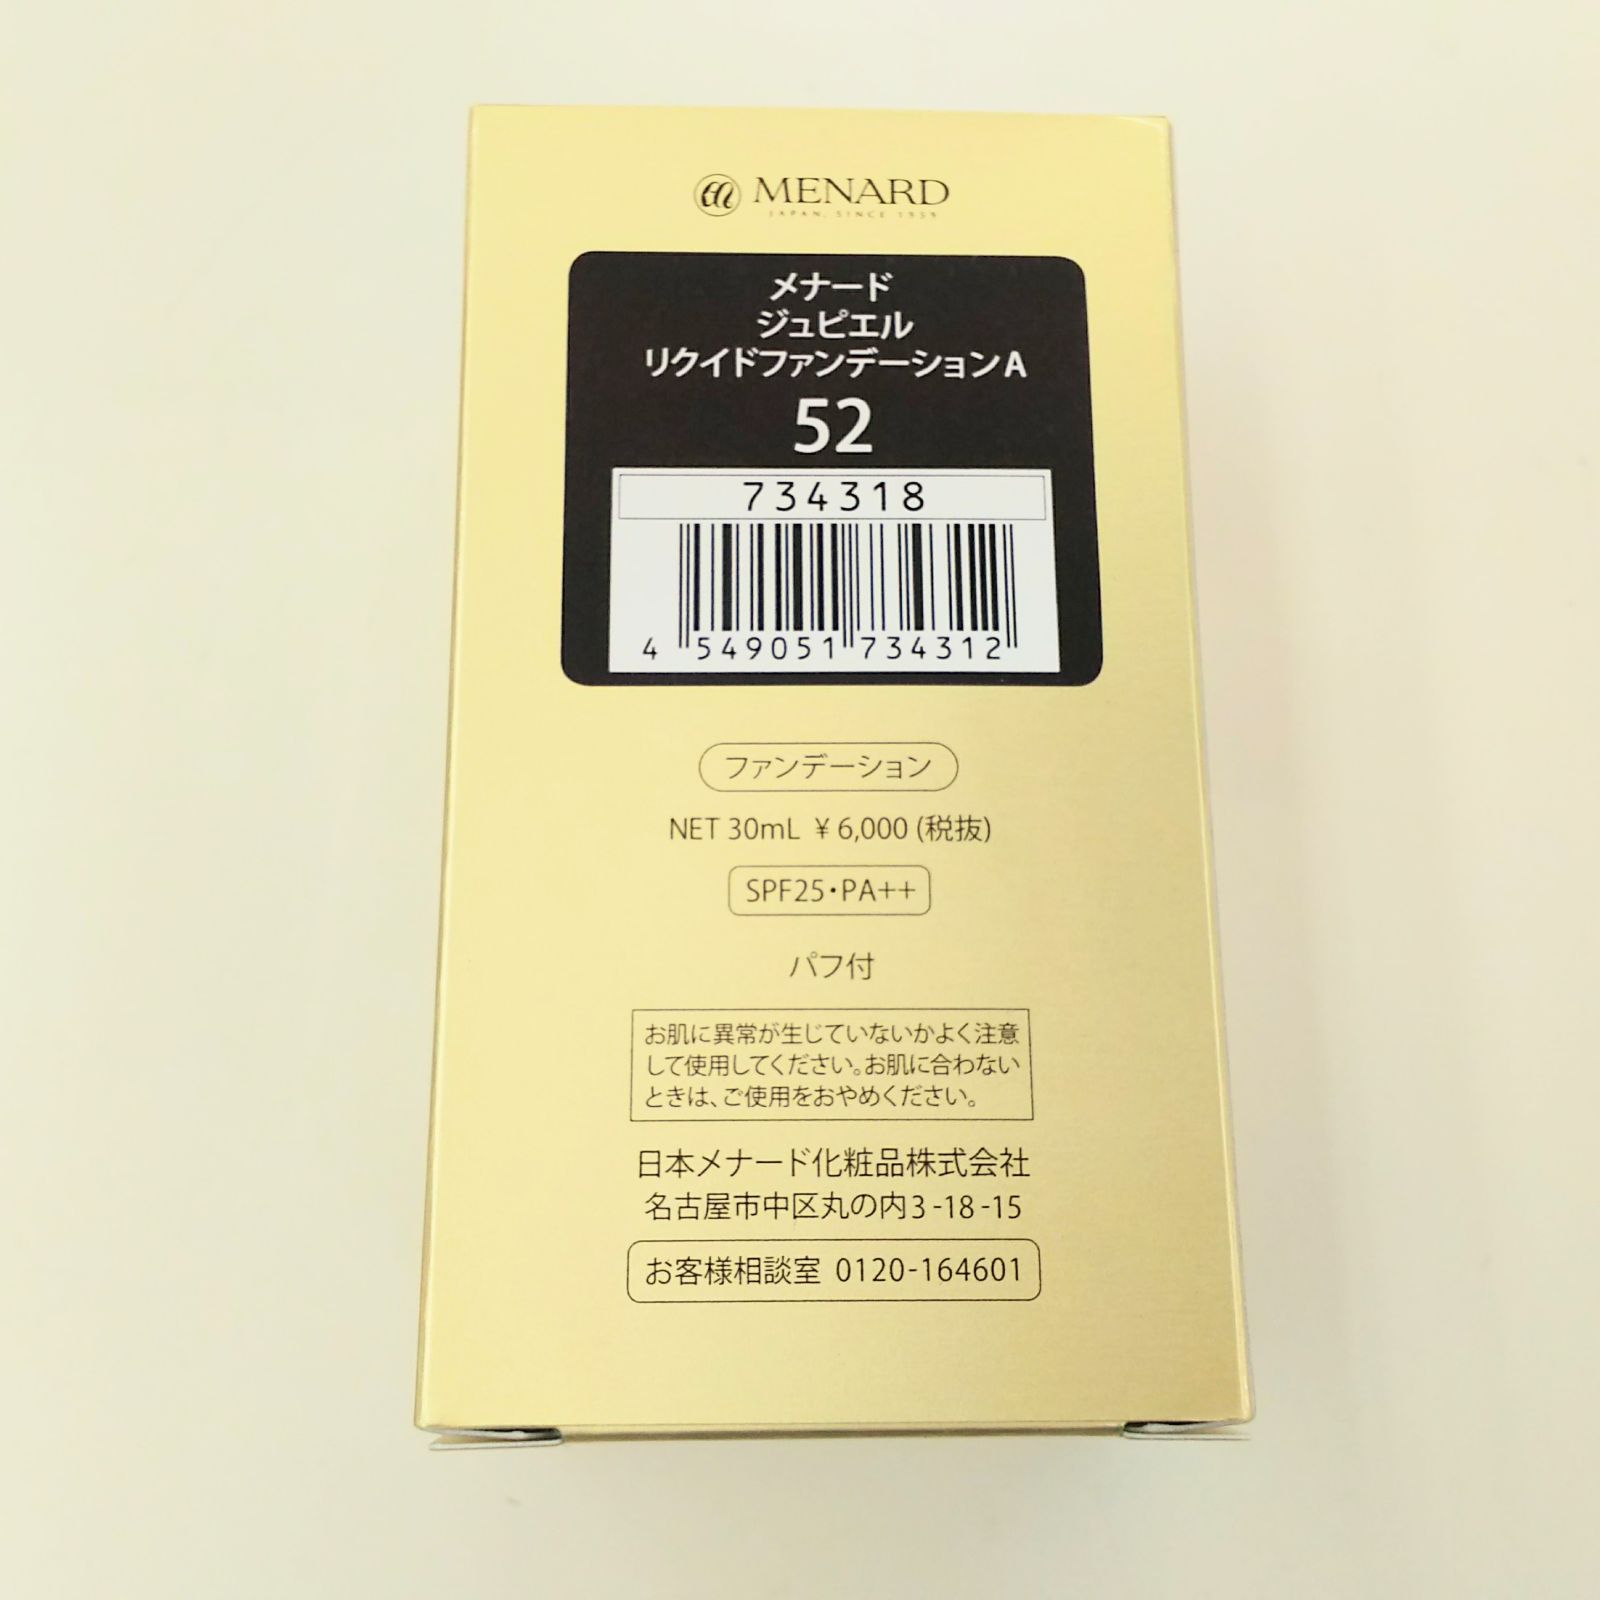 MENARD
JAPAN, SINCE 1959
メナード
ジュピエル
リクイドファンデーションA
52
734318
4 549051 734312
ファンデーション
NET 30mL ¥6,000(税抜)
SPF25・PA++
パフ付
お肌に異常が生じていないかよく注意
して使用してください。お肌に合わない
ときは、ご使用をおやめください。
日本メナード化粧品株式会社
名古屋市中区丸の内3-18-15
お客様相談室 0120-164601